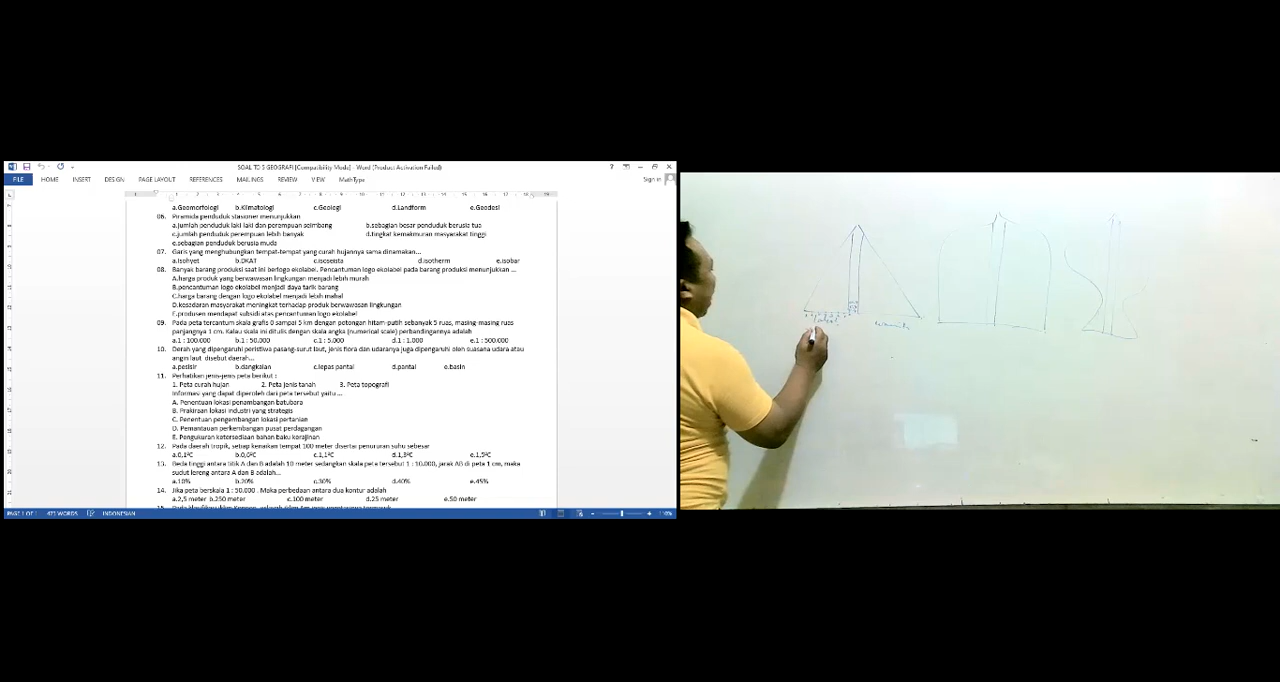 SOAL TO 5 GEOGRAFI [Compatibility Mode] - Word (Product Activation Failed)
FILE HOME INSERT DESIGN PAGE LAYOUT REFERENCES MAILINGS REVIEW VIEW MathType Sign in
a.Geomorfologi b.Klimatologi c.Geologi d.Landform e.Geodesi
06. Piramida penduduk stasioner menunjukkan
a.jumlah penduduk laki laki dan perempuan seimbang b.sebagian besar penduduk berusia tua
c.jumlah penduduk perempuan lebih banyak d.tingkat kemakmuran masyarakat tinggi
e.sebagian penduduk berusia muda
07. Garis yang menghubungkan tempat-tempat yang curah hujannya sama dinamakan...
a.isohyet b.DKAT c.isoseista d.isotherm e.isobar
08. Banyak barang produksi saat ini berlogo ekolabel. Pencantuman logo ekolabel pada barang produksi menunjukkan ...
A.harga produk yang berwawasan lingkungan menjadi lebih murah
B.pencantuman logo ekolabel menjadi daya tarik barang
C.harga barang dengan logo ekolabel menjadi lebih mahal
D.kesadaran masyarakat meningkat terhadap produk berwawasan lingkungan
E.produsen mendapat subsidi atas pencantuman logo ekolabel
09. Pada peta tercantum skala grafis 0 sampai 5 km dengan potongan hitam-putih sebanyak 5 ruas, masing-masing ruas
panjangnya 1 cm. Kalau skala ini ditulis dengan skala angka (numerical scale) perbandingannya adalah
a.1 : 100.000 b.1 : 50.000 c.1 : 5.000 d.1 : 1.000 e.1 : 500.000
10. Derah yang dipengaruhi peristiwa pasang-surut laut, jenis flora dan udaranya juga dipengaruhi oleh suasana udara atau
angin laut disebut daerah...
a.pesisir b.dangkalan c.lepas pantai d.pantai e.basin
11. Perhatikan jenis-jenis peta berikut :
1. Peta curah hujan 2. Peta jenis tanah 3. Peta topografi
Informasi yang dapat diperoleh dari peta tersebut yaitu ...
A. Penentuan lokasi penambangan batubara
B. Prakiraan lokasi industri yang strategis
C. Penentuan pengembangan lokasi pertanian
D. Pemantauan perkembangan pusat perdagangan
E. Pengukuran ketersediaan bahan baku kerajinan
12. Pada daerah tropik, setiap kenaikan tempat 100 meter disertai penurunan suhu sebesar
a.0,1ºC b.0,6ºC c.1,1ºC d.1,3ºC e.1,5ºC
13. Beda tinggi antara titik A dan B adalah 10 meter sedangkan skala peta tersebut 1 : 10.000, jarak AB di peta 1 cm, maka
sudut lereng antara A dan B adalah...
a.10% b.20% c.30% d.40% e.45%
14. Jika peta berskala 1 : 50.000 . Maka perbedaan antara dua kontur adalah
a.2,5 meter b.250 meter c.100 meter d.25 meter e.50 meter
PAGE 1 OF 473 WORDS INDONESIAN